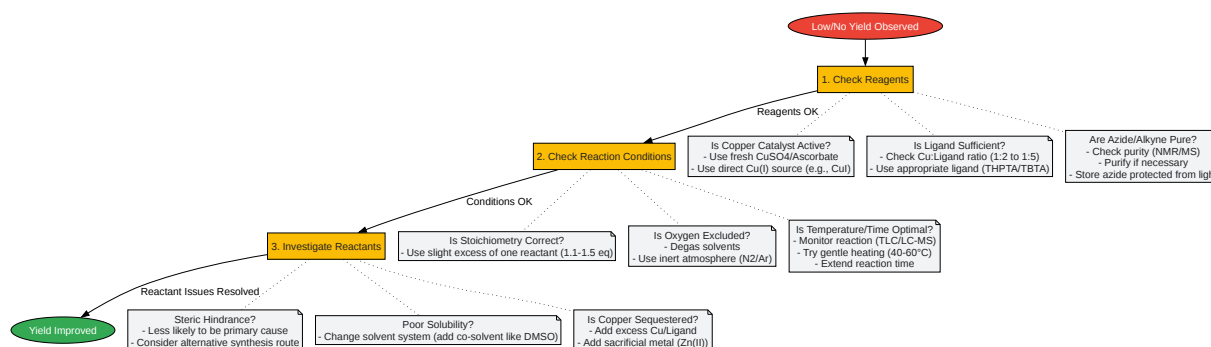 Low/No Yield Observed
1. Check Reagents
Reagents OK
Is Copper Catalyst Active?
- Use fresh CuSO4/Ascorbate
- Use direct Cu(I) source (e.g., CuI)
Is Ligand Sufficient?
- Check Cu:Ligand ratio (1:2 to 1:5)
- Use appropriate ligand (THPTA/TBTA)
Are Azide/Alkyne Pure?
- Check purity (NMR/MS)
- Purify if necessary
- Store azide protected from ligh
2. Check Reaction Conditions
Conditions OK
Is Stoichiometry Correct?
- Use slight excess of one reactant (1.1-1.5 eq)
Is Oxygen Excluded?
- Degas solvents
- Use inert atmosphere (N2/Ar)
Is Temperature/Time Optimal?
- Monitor reaction (TLC/LC-MS)
- Try gentle heating (40-60°C)
- Extend reaction time
3. Investigate Reactants
Reactant Issues Resolved
Steric Hindrance?
- Less likely to be primary cause
- Consider alternative synthesis route
Poor Solubility?
- Change solvent system (add co-solvent like DMSO)
Is Copper Sequestered?
- Add excess Cu/Ligand
- Add sacrificial metal (Zn(II))
Yield Improved